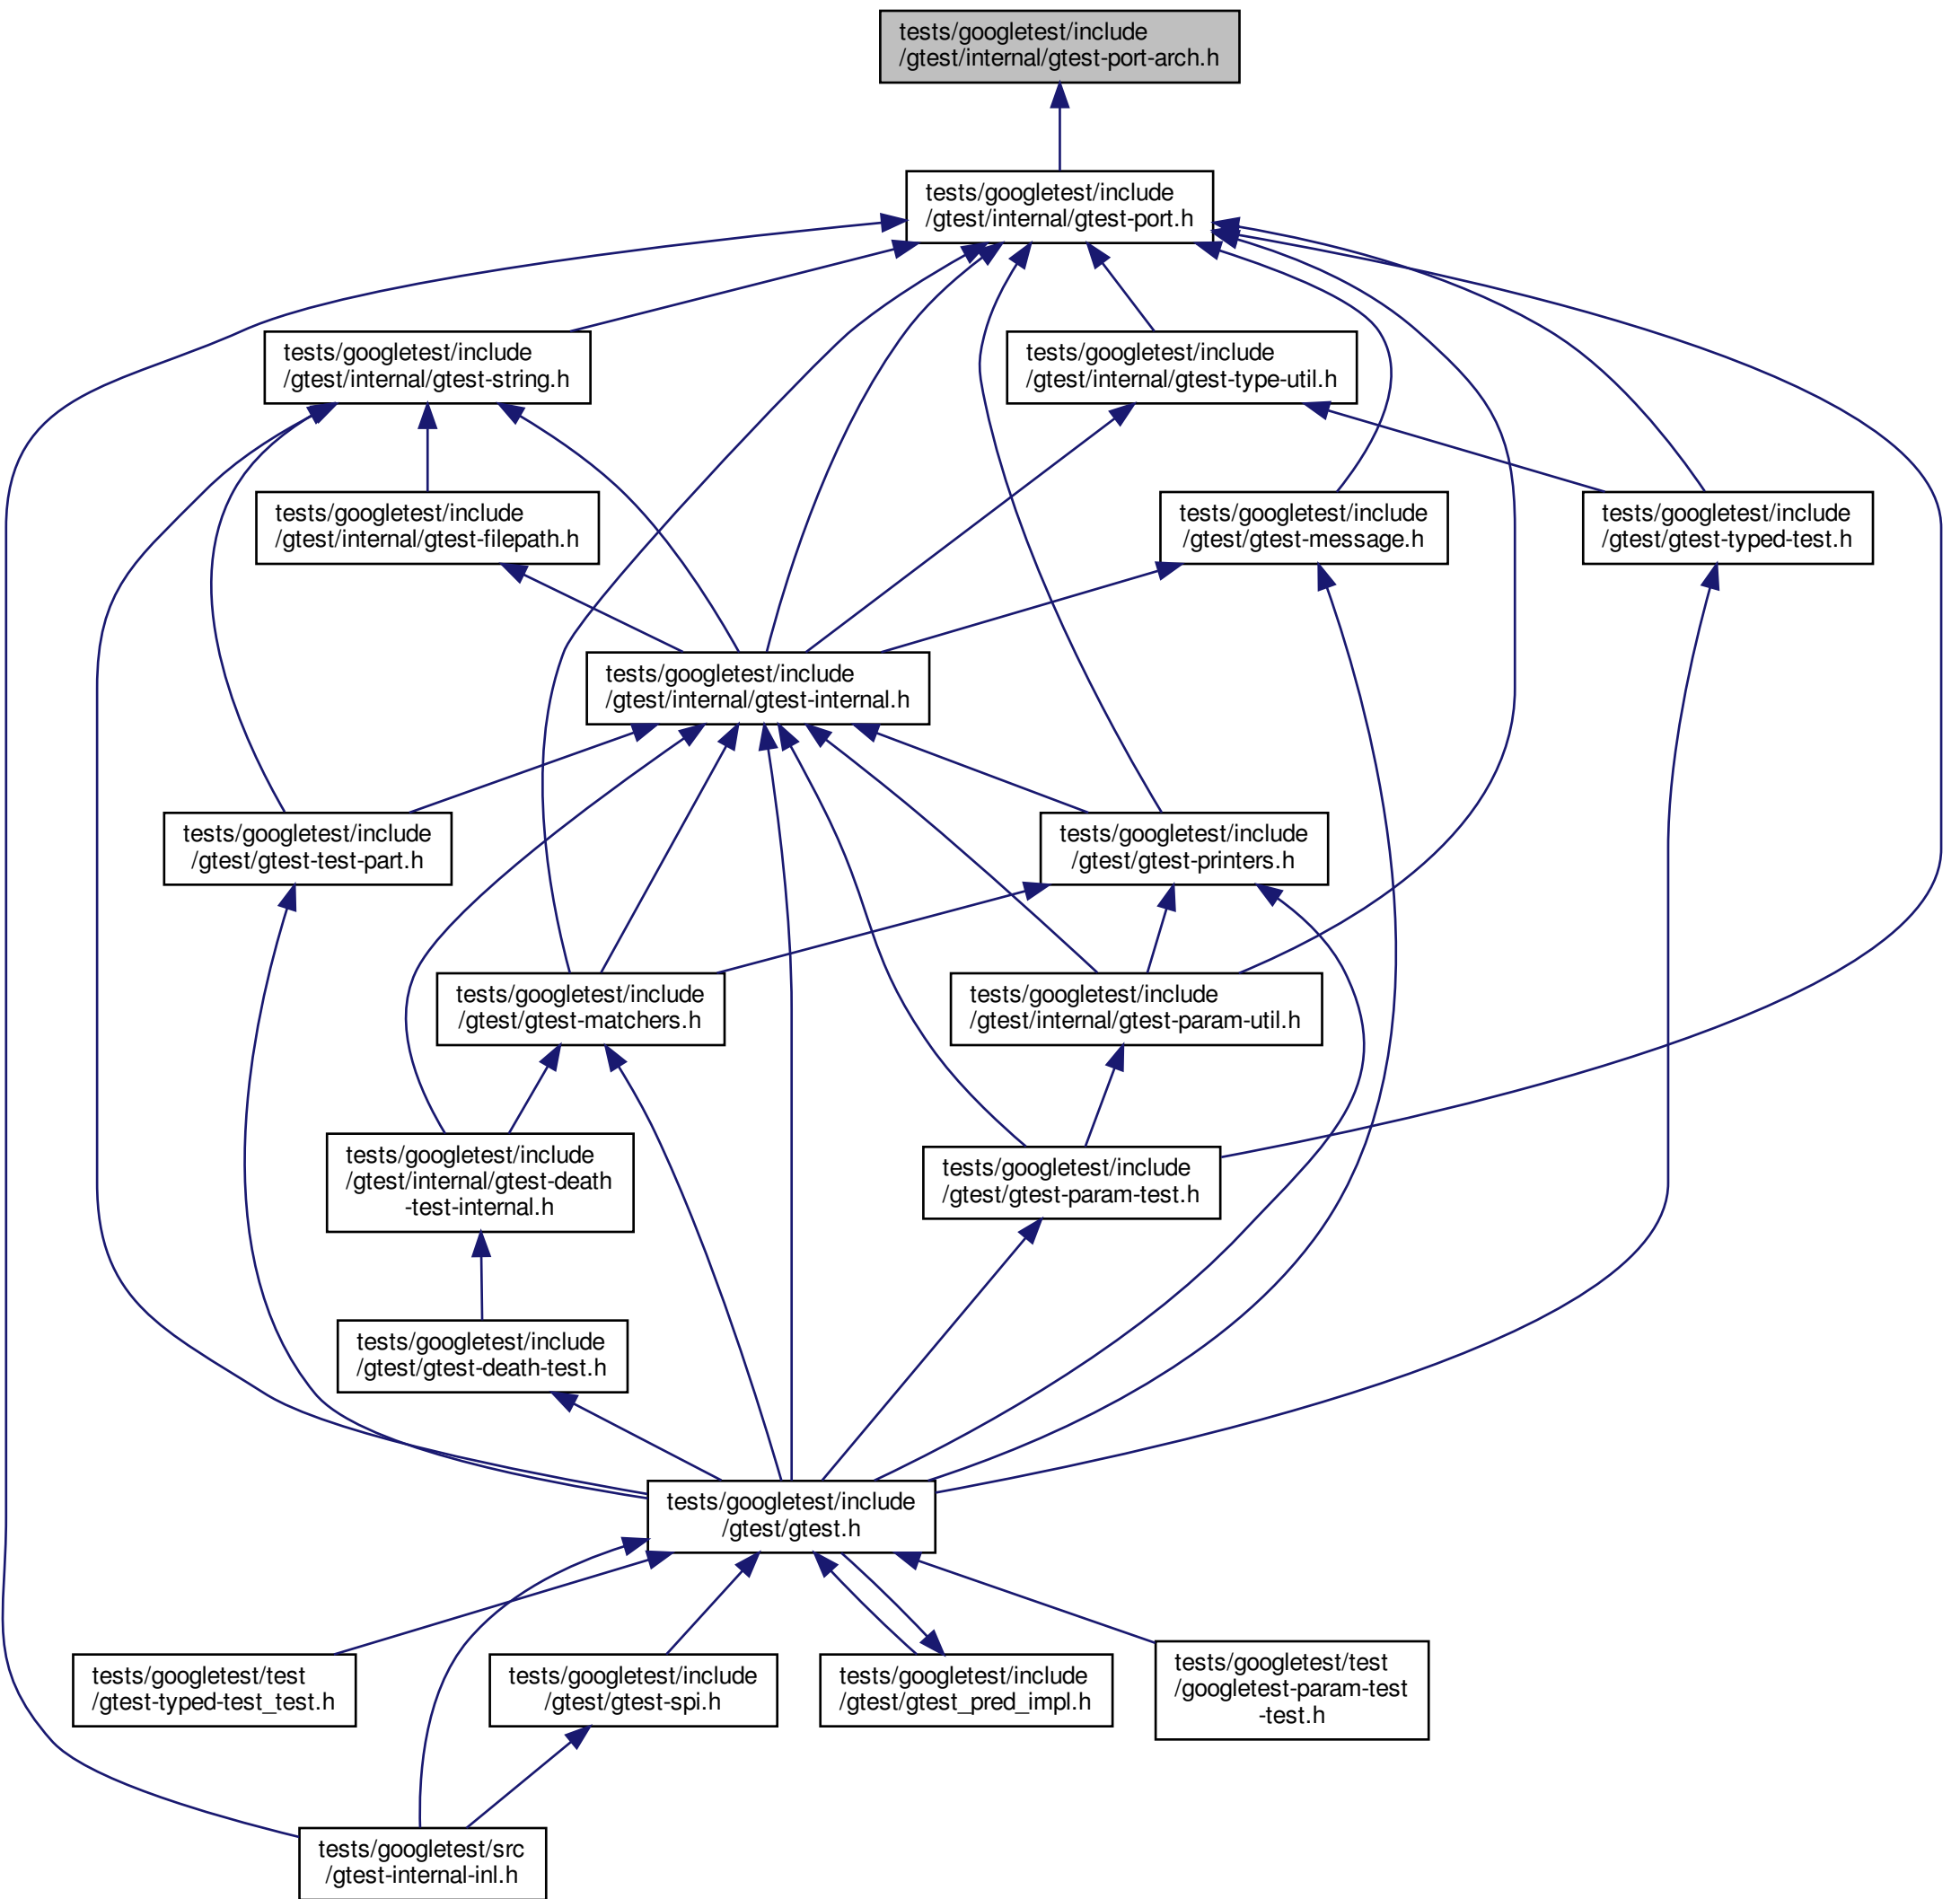 tests/googletest/include
/gtest/internal/gtest-port-arch.h
tests/googletest/include
/gtest/internal/gtest-port.h
tests/googletest/include
/gtest/internal/gtest-string.h
tests/googletest/include
/gtest/internal/gtest-type-util.h
tests/googletest/include
/gtest/internal/gtest-filepath.h
tests/googletest/include
/gtest/gtest-message.h
tests/googletest/include
/gtest/gtest-typed-test.h
tests/googletest/include
/gtest/internal/gtest-internal.h
tests/googletest/include
/gtest/gtest-test-part.h
tests/googletest/include
/gtest/gtest-printers.h
tests/googletest/include
/gtest/gtest-matchers.h
tests/googletest/include
/gtest/internal/gtest-param-util.h
tests/googletest/include
/gtest/internal/gtest-death
-test-internal.h
tests/googletest/include
/gtest/gtest-param-test.h
tests/googletest/include
/gtest/gtest-death-test.h
tests/googletest/include
/gtest/gtest.h
tests/googletest/test
/gtest-typed-test_test.h
tests/googletest/include
/gtest/gtest-spi.h
tests/googletest/include
/gtest/gtest_pred_impl.h
tests/googletest/test
/googletest-param-test
-test.h
tests/googletest/src
/gtest-internal-inl.h